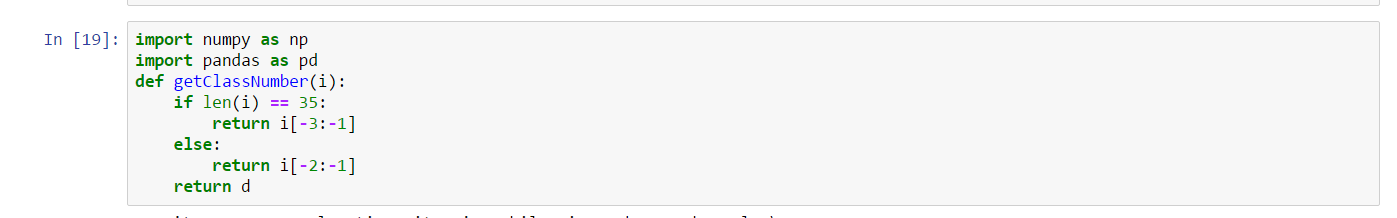 In [19]: import numpy as np
import pandas as pd
def getClassNumber(i):
    if len(i) == 35:
        return i[-3:-1]
    else:
        return i[-2:-1]
    return d